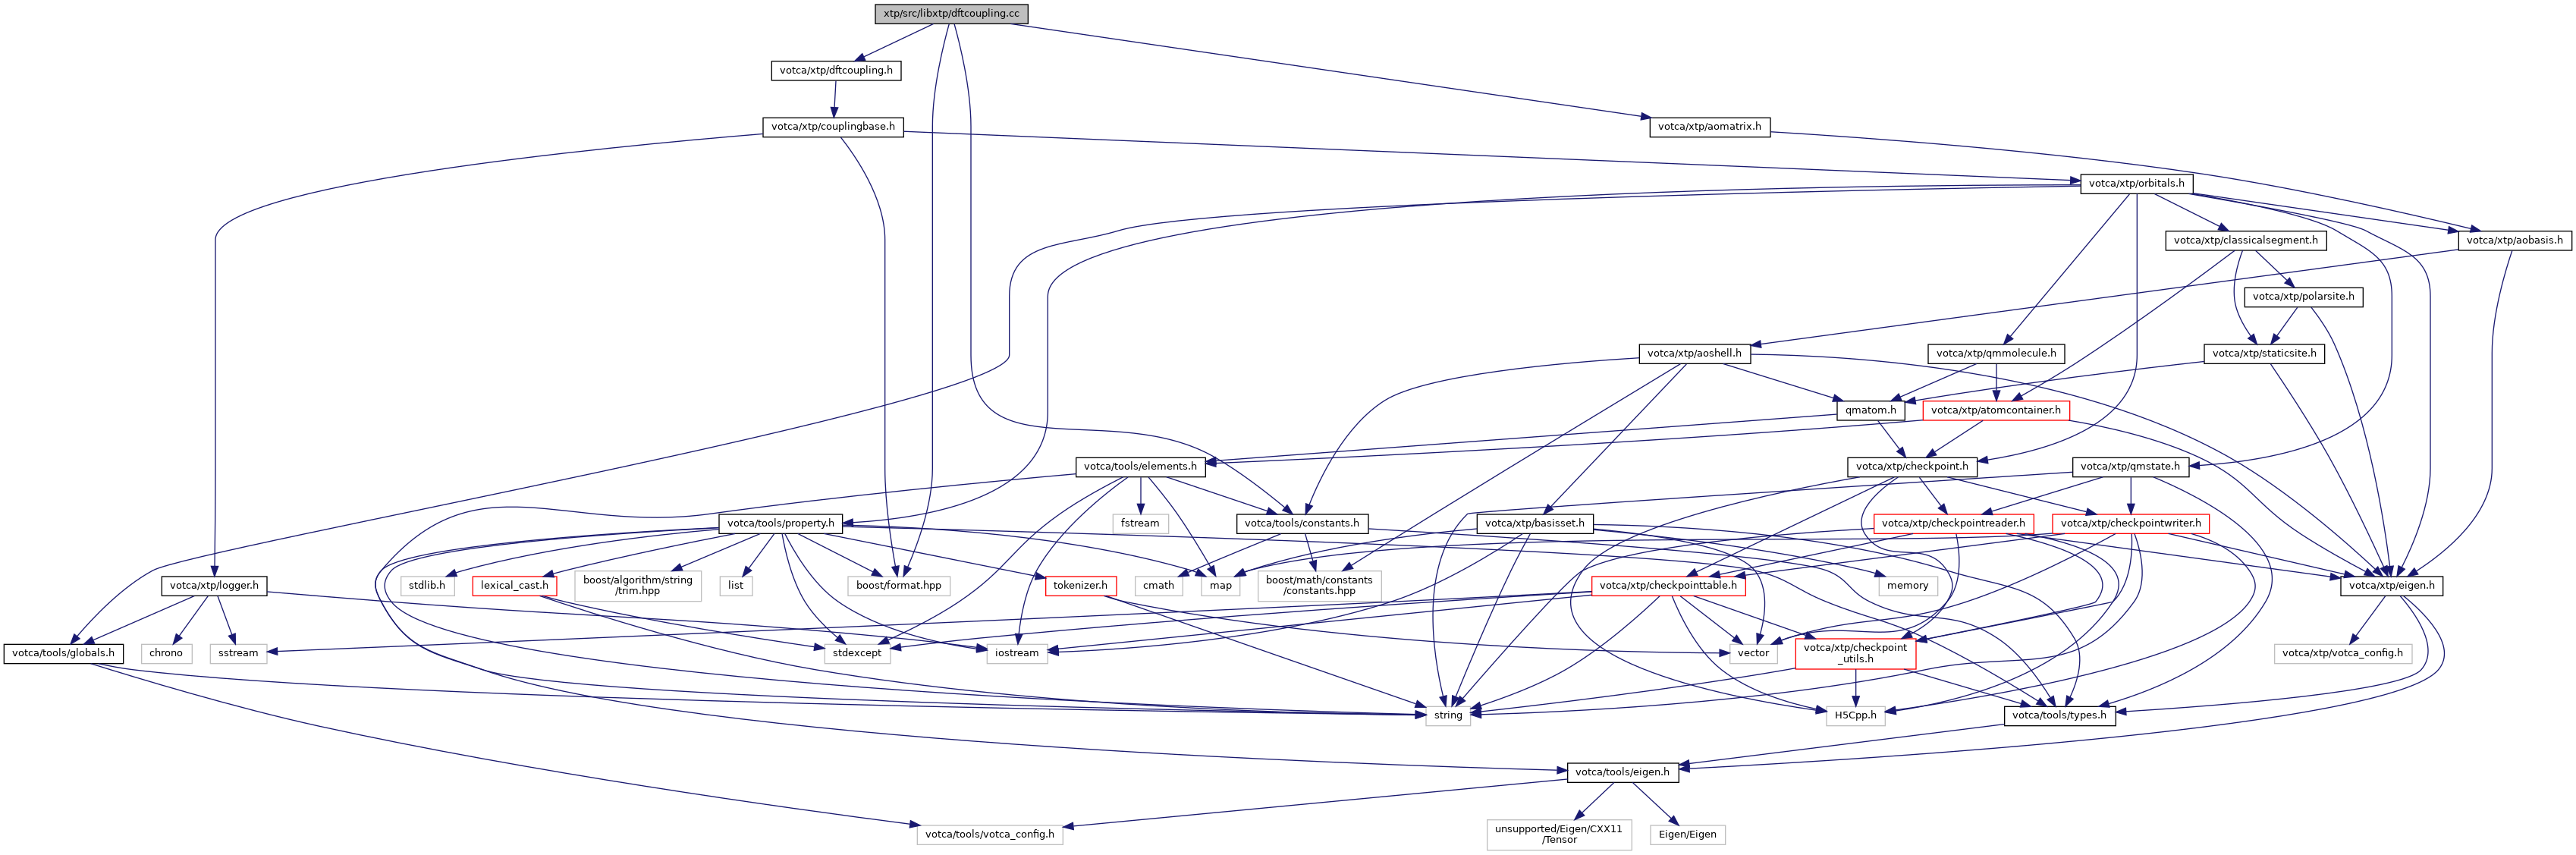 xtp/src/libxtp/dftcoupling.cc
votca/xtp/dftcoupling.h
votca/xtp/couplingbase.h
votca/xtp/aomatrix.h
votca/xtp/orbitals.h
votca/xtp/classicalsegment.h
votca/xtp/aobasis.h
votca/xtp/polarsite.h
votca/xtp/aoshell.h
votca/xtp/qmmolecule.h
votca/xtp/staticsite.h
qmatom.h
votca/xtp/atomcontainer.h
votca/tools/elements.h
votca/xtp/checkpoint.h
votca/xtp/qmstate.h
votca/tools/property.h
fstream
votca/tools/constants.h
votca/xtp/basisset.h
votca/xtp/checkpointreader.h
votca/xtp/checkpointwriter.h
votca/xtp/logger.h
stdlib.h
lexical_cast.h
boost/algorithm/string
/trim.hpp
list
boost/format.hpp
tokenizer.h
cmath
map
boost/math/constants
/constants.hpp
votca/xtp/checkpointtable.h
memory
votca/xtp/eigen.h
votca/tools/globals.h
chrono
sstream
stdexcept
iostream
vector
votca/xtp/checkpoint
_utils.h
votca/xtp/votca_config.h
string
H5Cpp.h
votca/tools/types.h
votca/tools/eigen.h
votca/tools/votca_config.h
unsupported/Eigen/CXX11
/Tensor
Eigen/Eigen